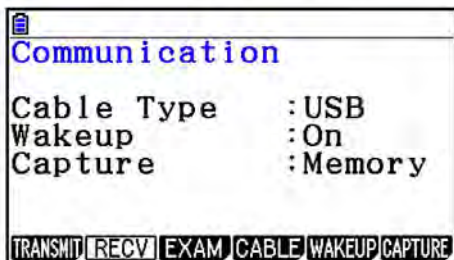 Communication
Cable Type :USB
Wakeup :On
Capture :Memory
TRANSMIT RECV EXAM CABLE WAKEUP CAPTURE